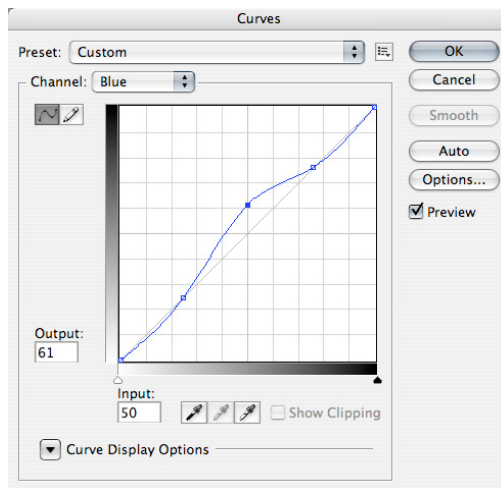 Curves
Preset: Custom
OK
Channel: Blue
Cancel
Smooth
Auto
Options...
Preview
Output:
61
Input:
50
Show Clipping
Curve Display Options